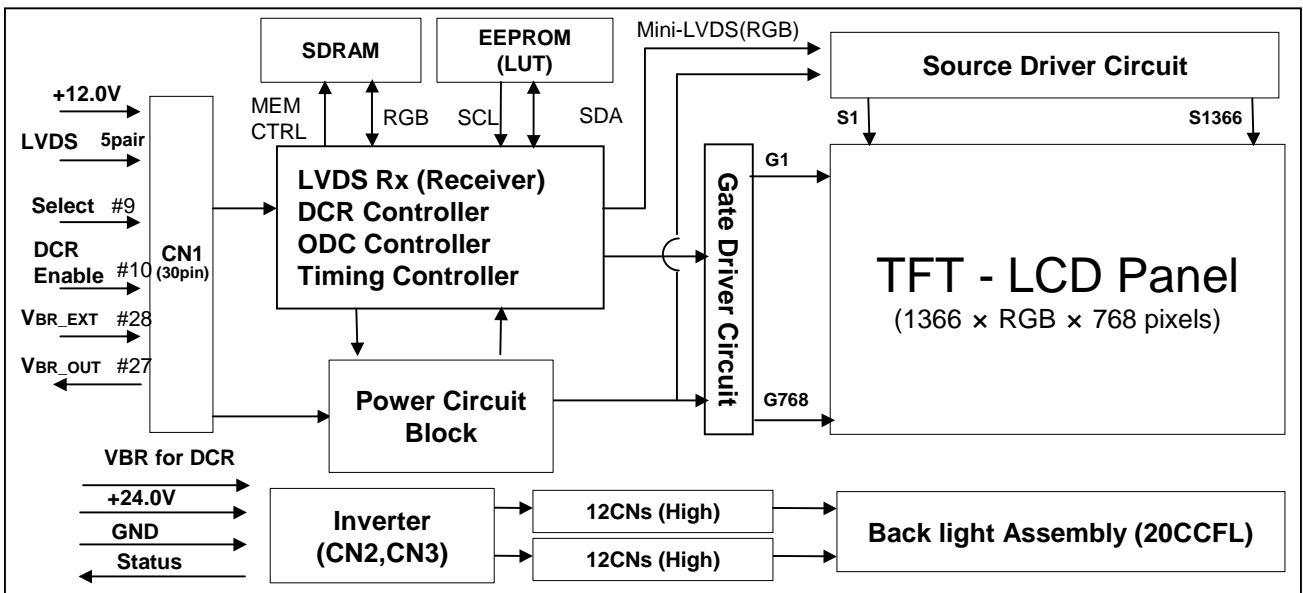 SDRAM
EEPROM
(LUT)
Mini-LVDS(RGB)
Source Driver Circuit
+12.0V
LVDS 5pair
Select #9
DCR
Enable #10
VBR_EXT #28
VBR_OUT #27
CN1
(30pin)
MEM
CTRL
RGB
SCL
SDA
S1
S1366
LVDS Rx (Receiver)
DCR Controller
ODC Controller
Timing Controller
Gate Driver Circuit
G1
G768
TFT - LCD Panel
(1366 × RGB × 768 pixels)
Power Circuit
Block
VBR for DCR
+24.0V
GND
Status
Inverter
(CN2,CN3)
12CNs (High)
12CNs (High)
Back light Assembly (20CCFL)